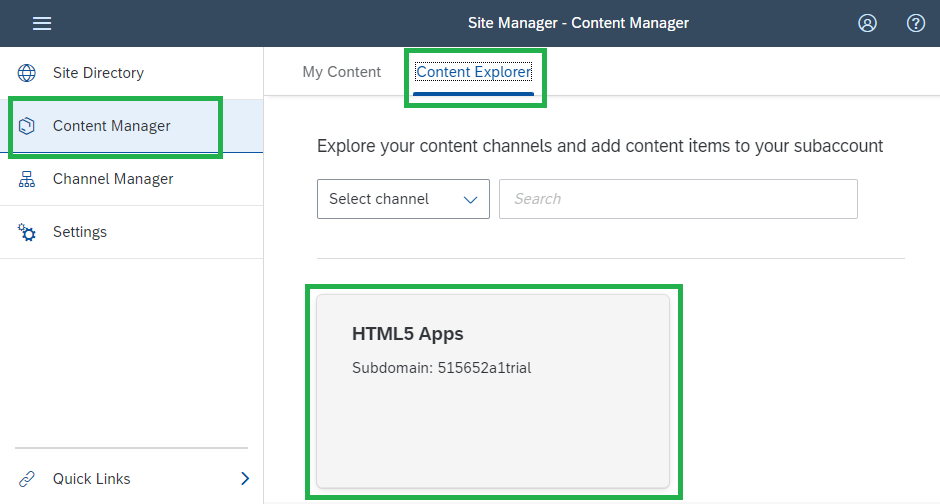 Site Manager - Content Manager
Site Directory
Content Manager
Channel Manager
Settings
Quick Links
My Content
Content Explorer
Explore your content channels and add content items to your subaccount
Select channel
Search
HTML5 Apps
Subdomain: 515652a1trial